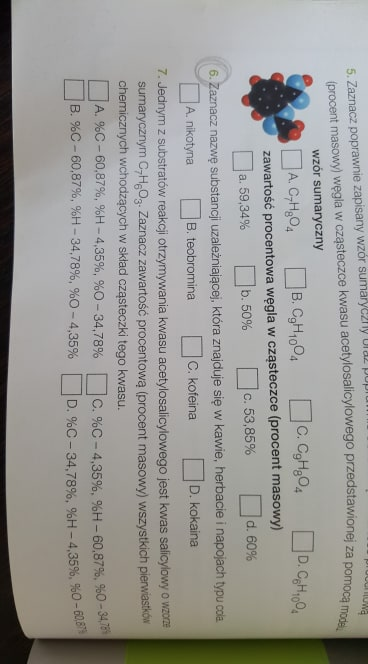 5. Zaznacz poprawnie zapisany wzór sumaryczny oraz
(procent masowy) węgla w cząsteczce kwasu acetylosalicylowego przedstawionej za pomocą modelu.
wzór sumaryczny
A. C₇H₈O₄ B. C₉H₁₀O₄ C. C₉H₈O₄ D. C₈H₁₀O₄
zawartość procentowa węgla w cząsteczce (procent masowy)
a. 59,34% b. 50% c. 53,85% d. 60%
6. Zaznacz nazwę substancji uzależniającej, która znajduje się w kawie, herbacie i napojach typu cola.
A. nikotyna B. teobromina C. kofeina D. kokaina
7. Jednym z substratów reakcji otrzymywania kwasu acetylosalicylowego jest kwas salicylowy o wzorze
sumarycznym C₇H₆O₃. Zaznacz zawartość procentową (procent masowy) wszystkich pierwiastków
chemicznych wchodzących w skład cząsteczki tego kwasu.
A. %C – 60,87%, %H – 4,35%, %O – 34,78% C. %C – 4,35%, %H – 60,87%, %O – 34,78%
B. %C – 60,87%, %H – 34,78%, %O – 4,35% D. %C – 34,78%, %H – 4,35%, %O – 60,87%